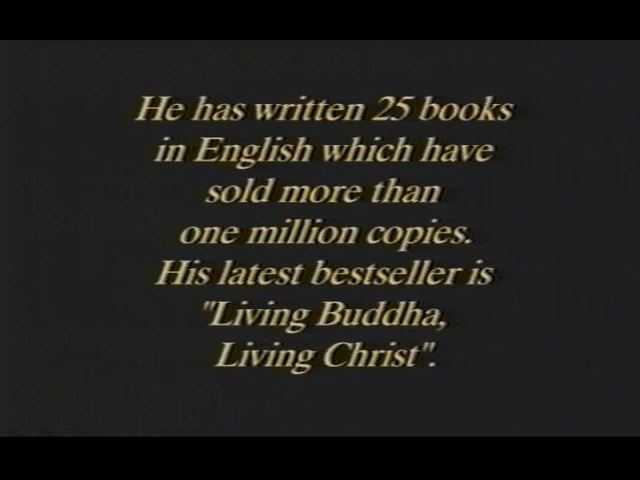 He has written 25 books
in English which have
sold more than
one million copies.
His latest bestseller is
"Living Buddha,
Living Christ".